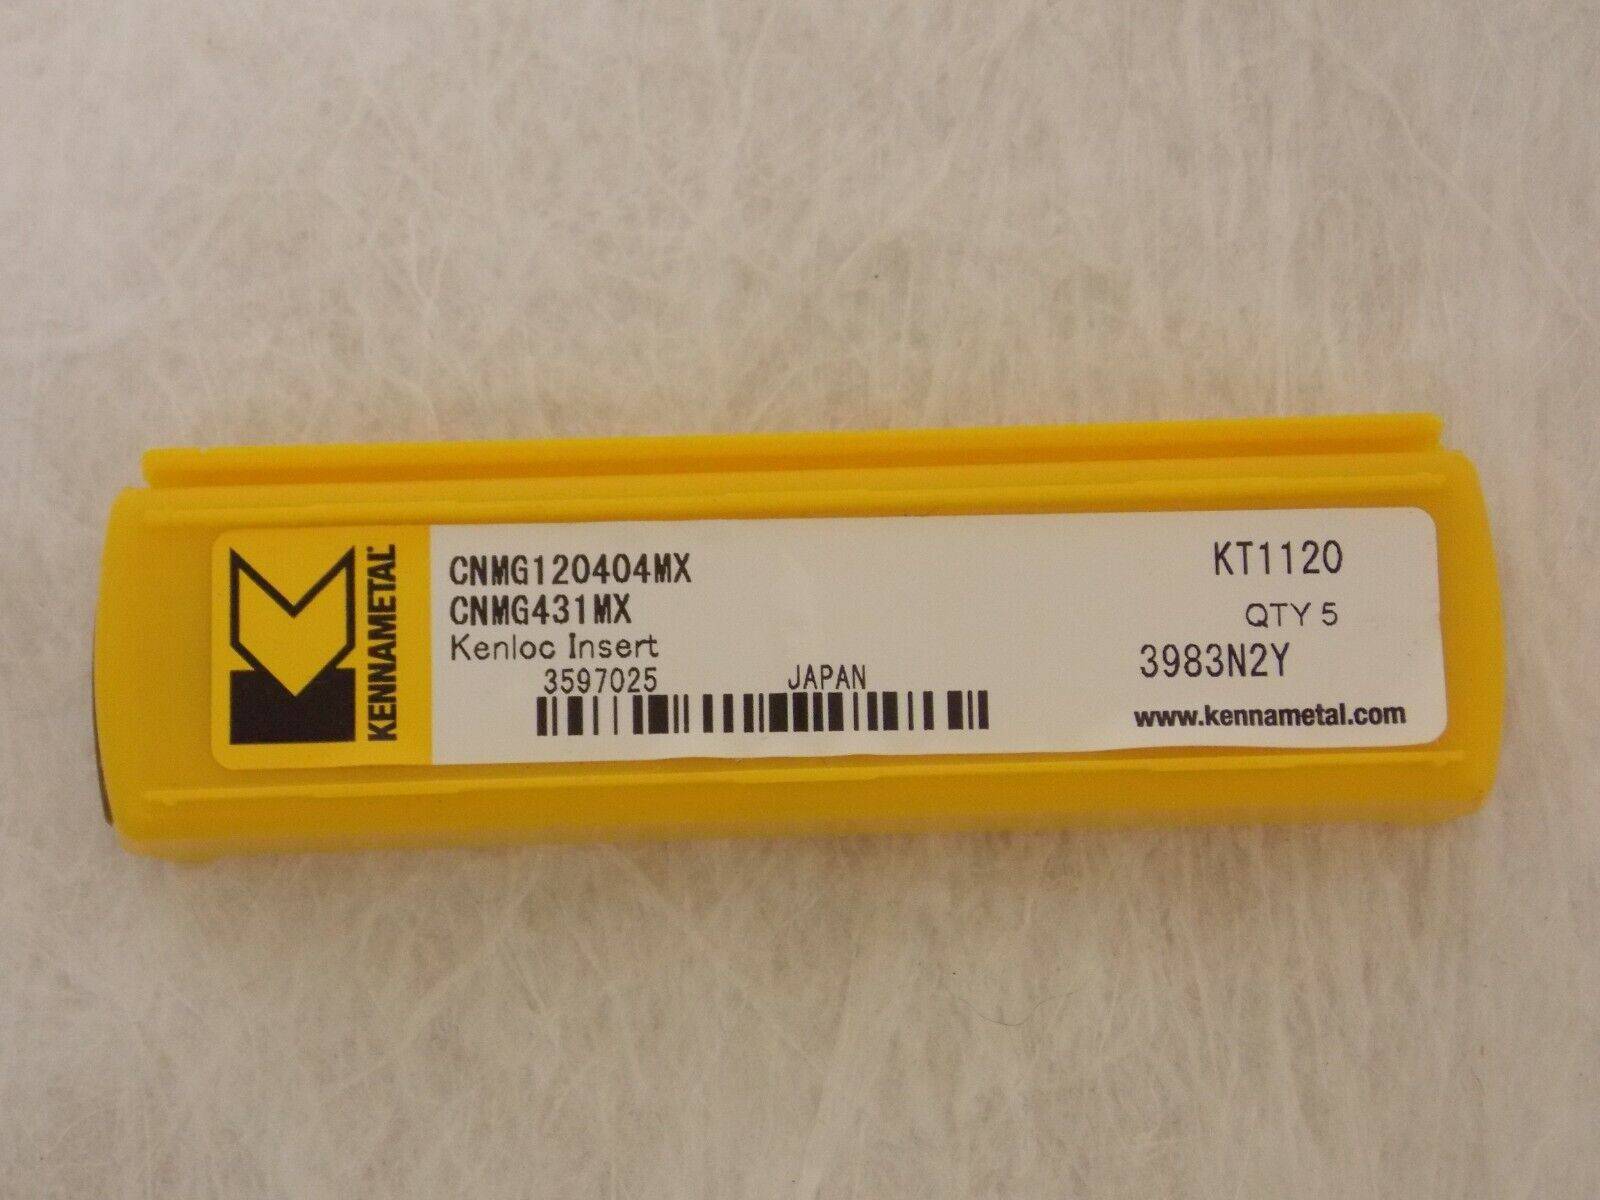 KENNAMETAL
CNMG120404MX
CNMG431MX
Kenloc Insert
3597025 JAPAN
KT1120
QTY 5
3983N2Y
www.kennametal.com